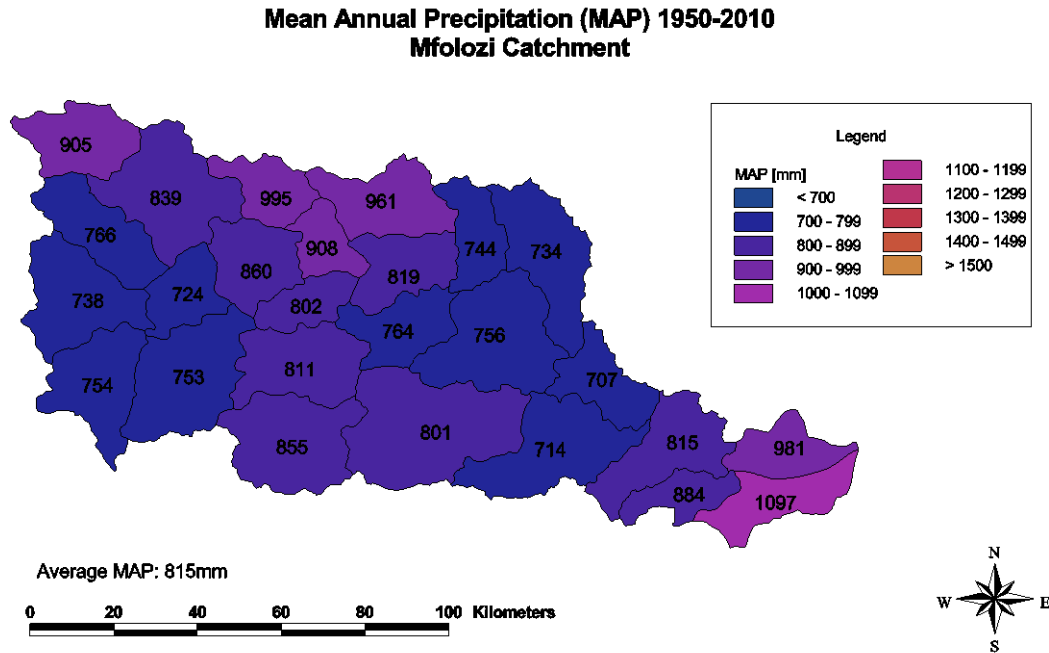 Mean Annual Precipitation (MAP) 1950-2010
Mfolozi Catchment
Legend
MAP [mm]
< 700
700 - 799
800 - 899
900 - 999
1000 - 1099
1100 - 1199
1200 - 1299
1300 - 1399
1400 - 1499
> 1500
905
839
995
961
766
908
744
734
860
819
738
724
802
764
756
754
753
811
707
855
801
714
815
981
884
1097
Average MAP: 815mm
0 20 40 60 80 100 Kilometers
N
W E
S